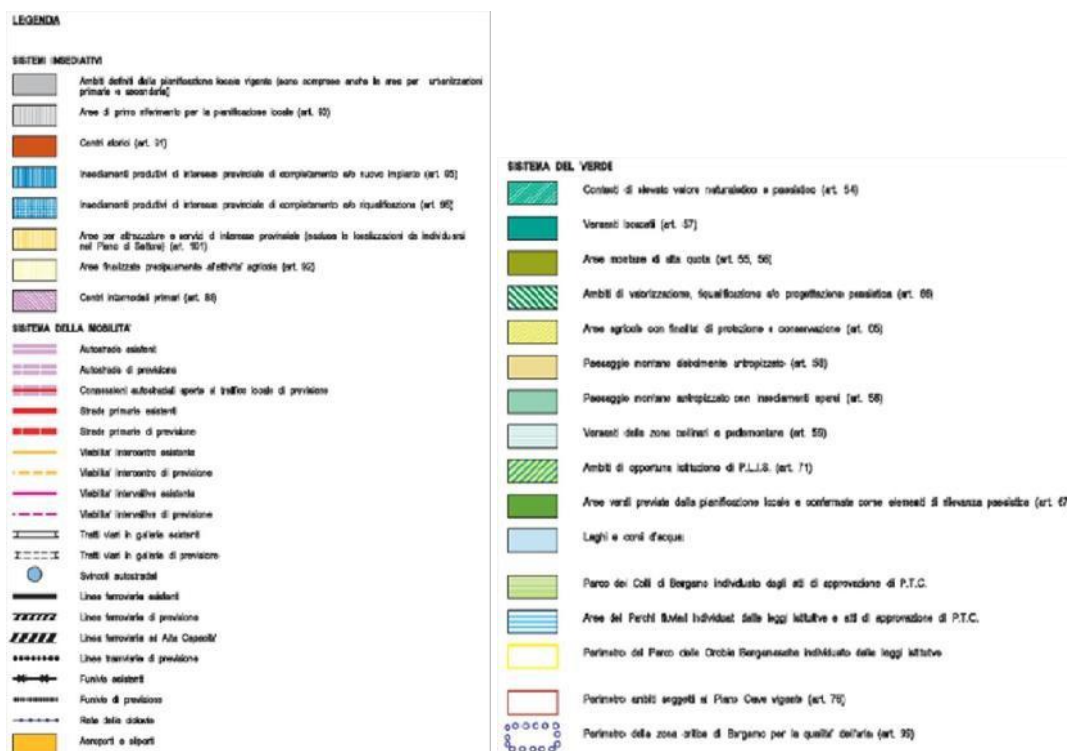 LEGENDA
SISTEMI INSEDIATIVI
Ambiti definiti dalla pianificazione locale vigente (sono comprese anche le aree per urbanizzazioni
primarie e secondarie)
Aree di primo riferimento per la pianificazione locale (art. 93)
Centri storici (art. 91)
Insediamenti produttivi di interesse provinciale di completamento e/o nuovo impianto (art. 95)
Insediamenti produttivi di interesse provinciale di completamento e/o riqualificazione (art. 96)
Aree per attrezzature e servizi di interesse provinciale (escluse le localizzazioni da individuarsi
nel Piano di Settore) (art. 101)
Aree finalizzate precipuamente all'attivita' agricola (art. 92)
Centri intermodali primari (art. 88)
SISTEMA DELLA MOBILITA'
Autostrade esistenti
Autostrade di previsione
Connessioni autostradali aperte al traffico locale di previsione
Strade primarie esistenti
Strade primarie di previsione
Viabilita' intercentro esistente
Viabilita' intercentro di previsione
Viabilita' intervalliva esistente
Viabilita' intervalliva di previsione
Tratti viari in galleria esistenti
Tratti viari in galleria di previsione
Svincoli autostradali
Linee ferroviarie esistenti
Linee ferroviarie di previsione
Linee ferroviarie ad Alta Capacita'
Linee tramviarie di previsione
Funivie esistenti
Funivie di previsione
Rete delle ciclovie
Aeroporti e aliporti
SISTEMA DEL VERDE
Contesti di elevato valore naturalistico e paesistico (art. 54)
Versanti boscati (art. 57)
Aree montane di alta quota (art. 55, 56)
Ambiti di valorizzazione, riqualificazione e/o progettazione paesistica (art. 66)
Aree agricole con finalita' di protezione e conservazione (art. 65)
Paesaggio montano debolmente antropizzato (art. 58)
Paesaggio montano antropizzato con insediamenti sparsi (art. 58)
Versanti delle zone collinari e pedemontane (art. 59)
Ambiti di opportuna istituzione di P.L.I.S. (art. 71)
Aree verdi previste dalla pianificazione locale e confermate come elementi di rilevanza paesistica (art. 67
Laghi e corsi d'acqua
Parco dei Colli di Bergamo individuato dagli atti di approvazione di P.T.C.
Aree dei Parchi fluviali individuati dalle leggi istitutive e atti di approvazione di P.T.C.
Perimetro del Parco delle Orobie Bergamasche individuato dalle leggi istitutive
Perimetro ambiti soggetti al Piano Cave vigente (art. 76)
Perimetro della zona critica di Bergamo per la qualita' dell'aria (art. 99)